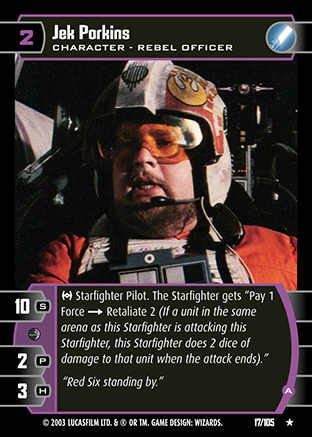 2 Jek Porkins
CHARACTER - REBEL OFFICER
10 S
2 P
3 H
Starfighter Pilot. The Starfighter gets “Pay 1
Force → Retaliate 2 (If a unit in the same
arena as this Starfighter is attacking this
Starfighter, this Starfighter does 2 dice of
damage to that unit when the attack ends).”
“Red Six standing by.”
A
© 2003 LUCASFILM LTD. & ® OR TM. GAME DESIGN: WIZARDS. 17/105 ★